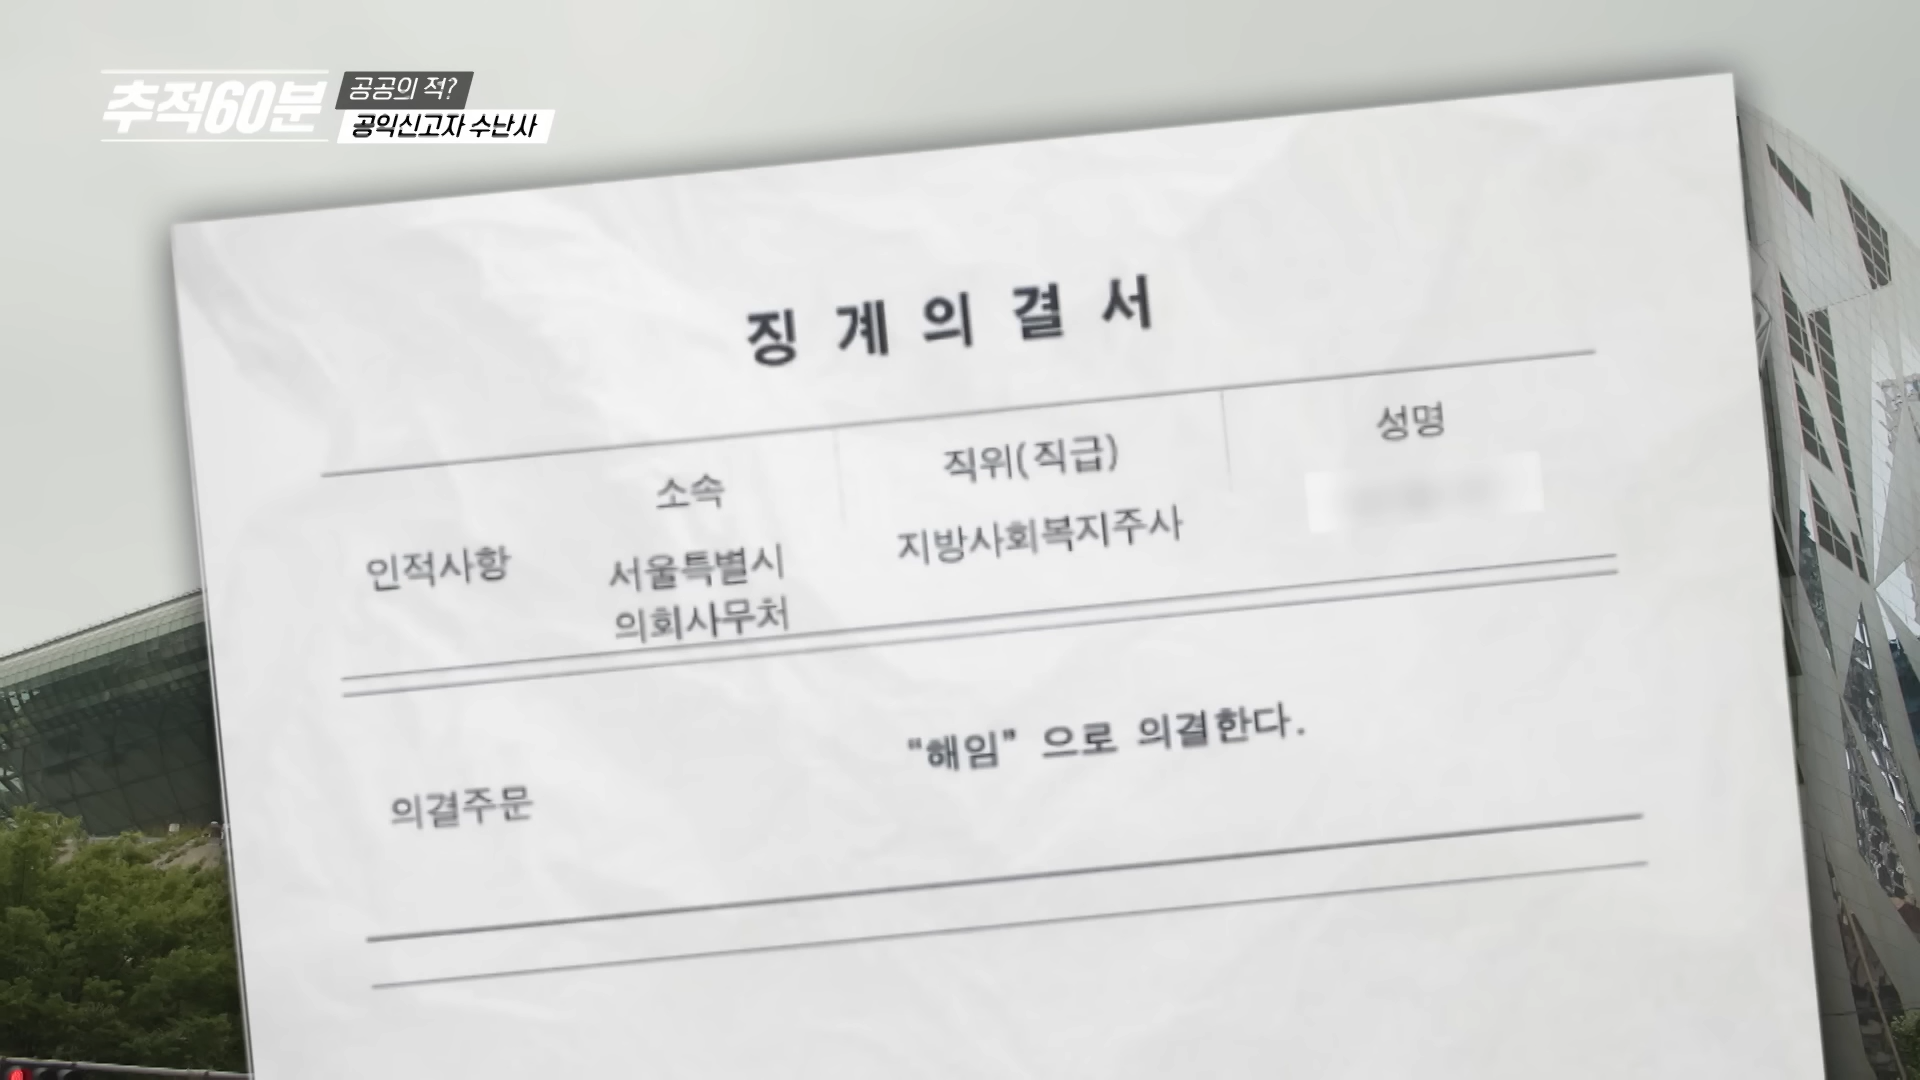 추적60분
공공의 적?
공익신고자 수난사
징계의결서
인적사항
소속
직위(직급)
성명
서울특별시
의회사무처
지방사회복지주사
의결주문
“해임” 으로 의결한다.